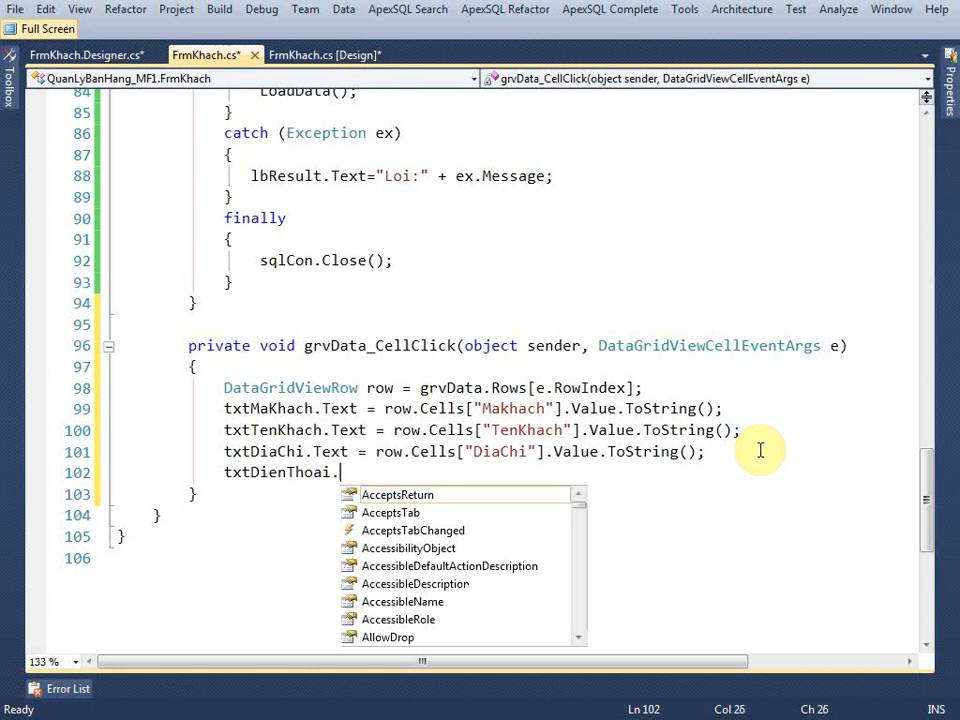 File Edit View Refactor Project Build Debug Team Data ApexSQL Search ApexSQL Refactor ApexSQL Complete Tools Architecture Test Analyze Window Help
Full Screen
Toolbox
FrmKhach.Designer.cs* FrmKhach.cs* FrmKhach.cs [Design]*
Properties
QuanLyBanHang_MF1.FrmKhach grvData_CellClick(object sender, DataGridViewCellEventArgs e)
84 LoadData();
85 }
86 catch (Exception ex)
87 {
88 lbResult.Text="Loi:" + ex.Message;
89 }
90 finally
91 {
92 sqlCon.Close();
93 }
94 }
95
96 private void grvData_CellClick(object sender, DataGridViewCellEventArgs e)
97 {
98 DataGridViewRow row = grvData.Rows[e.RowIndex];
99 txtMaKhach.Text = row.Cells["Makhach"].Value.ToString();
100 txtTenKhach.Text = row.Cells["TenKhach"].Value.ToString();
101 txtDiaChi.Text = row.Cells["DiaChi"].Value.ToString();
102 txtDienThoai.
103 }
104 }
105 }
106
AcceptsReturn
AcceptsTab
AcceptsTabChanged
AccessibilityObject
AccessibleDefaultActionDescription
AccessibleDescription
AccessibleName
AccessibleRole
AllowDrop
133 %
Error List
Ready Ln 102 Col 26 Ch 26 INS